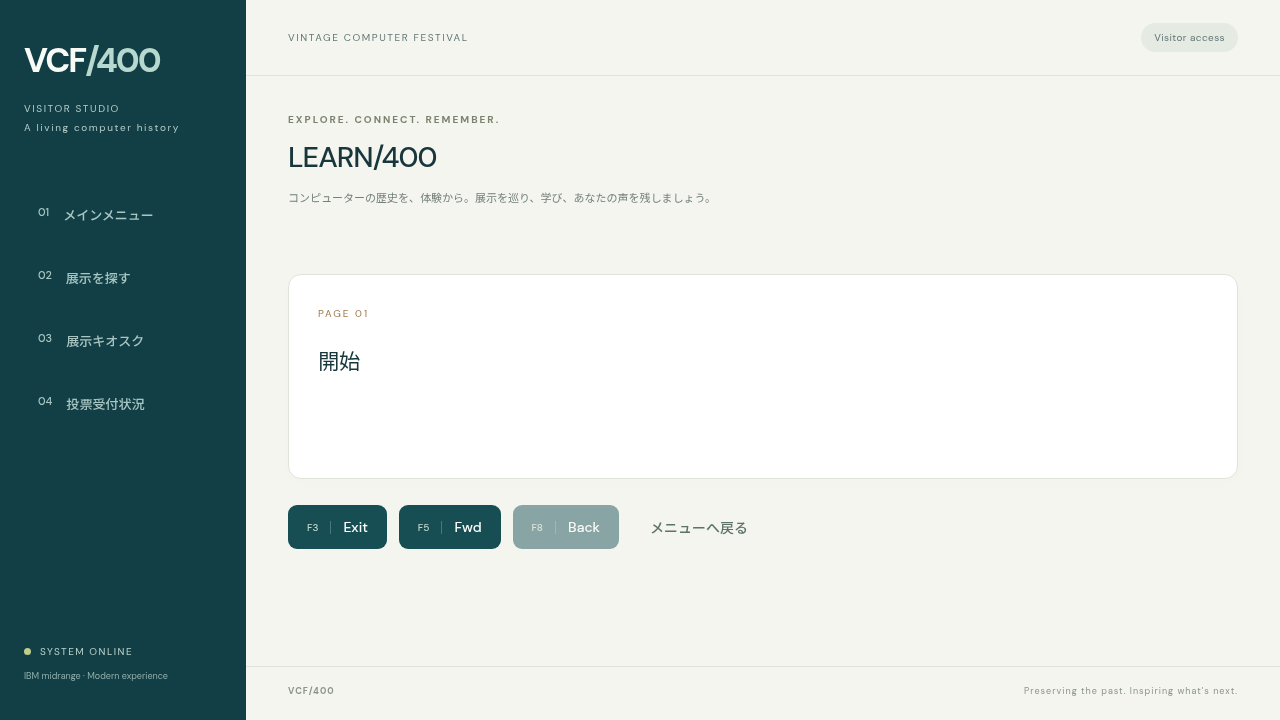 VCF/400
VISITOR STUDIO
A living computer history
01 メインメニュー
02 展示を探す
03 展示キオスク
04 投票受付状況
SYSTEM ONLINE
IBM midrange · Modern experience
VINTAGE COMPUTER FESTIVAL
Visitor access
EXPLORE. CONNECT. REMEMBER.
LEARN/400
コンピューターの歴史を、体験から。展示を巡り、学び、あなたの声を残しましょう。
PAGE 01
開始
F3 Exit
F5 Fwd
F8 Back
メニューへ戻る
VCF/400
Preserving the past. Inspiring what's next.